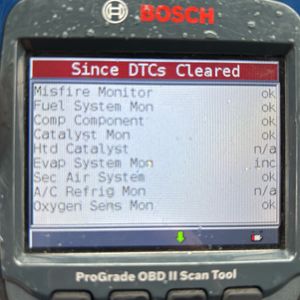 BOSCH
Since DTCs Cleared
Misfire Monitor ok
Fuel System Mon ok
Comp Component ok
Catalyst Mon ok
Htd Catalyst n/a
Evap System Mon inc
Sec Air System ok
A/C Refrig Mon n/a
Oxygen Sens Mon ok
ProGrade OBD II Scan Tool